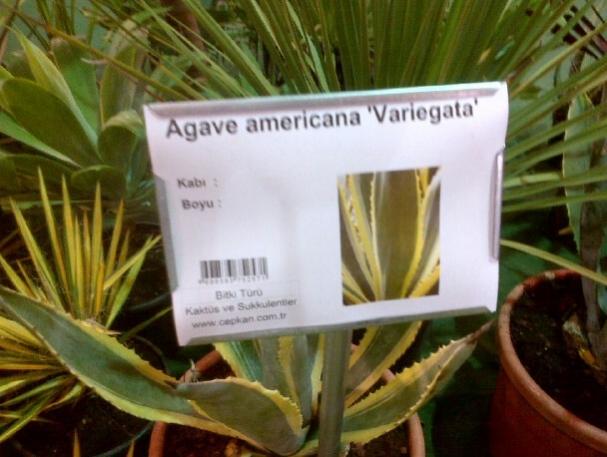 Agave americana 'Variegata'
Kabı :
Boyu :
Bitki Türü
Kaktüs ve Sukkulentler
www.cepkan.com.tr